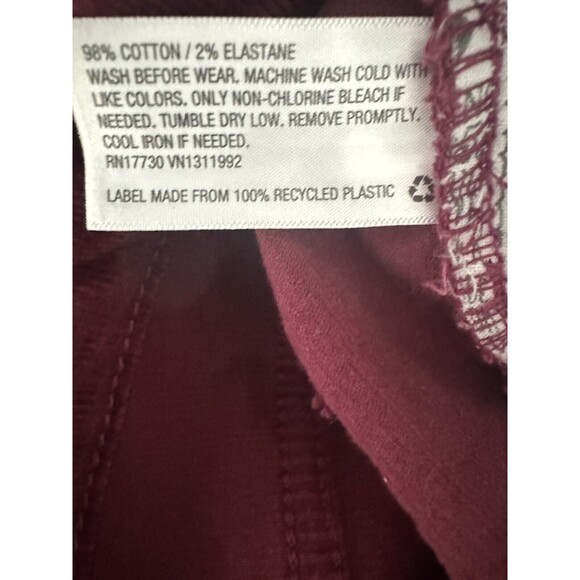 98% COTTON / 2% ELASTANE
WASH BEFORE WEAR. MACHINE WASH COLD WITH
LIKE COLORS. ONLY NON-CHLORINE BLEACH IF
NEEDED. TUMBLE DRY LOW. REMOVE PROMPTLY.
COOL IRON IF NEEDED.
RN17730 VN1311992
LABEL MADE FROM 100% RECYCLED PLASTIC